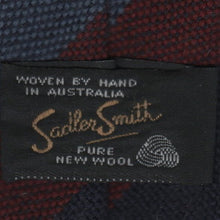 WOVEN BY HAND
IN AUSTRALIA
Sadler Smith
PURE
NEW WOOL